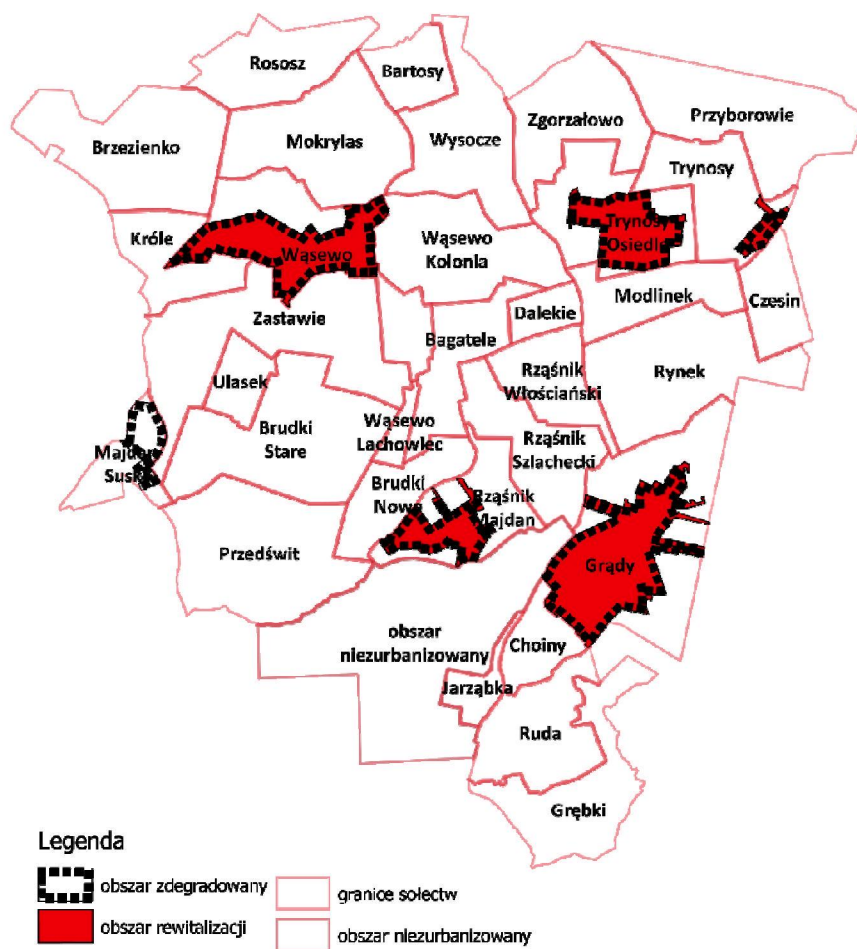 Rososz
Bartosy
Brzezienko
Mokrylas
Wysocze
Zgorzałowo
Przyborowie
Trynosy
Króle
Wąsewo
Wąsewo
Kolonia
Trynosy
Osiedle
Modlinek
Czesin
Zastawie
Dalekie
Bagatele
Ulasek
Rząśnik
Włościański
Rynek
Brudki
Stare
Wąsewo
Lachowiec
Rząśnik
Szlachecki
Majdan
Suski
Brudki
Nowe
Rząśnik
Majdan
Przedświt
Grądy
obszar
niezurbanizowany
Choiny
Jarząbka
Ruda
Grębki
Legenda
obszar zdegradowany
granice sołectw
obszar rewitalizacji
obszar niezurbanizowany